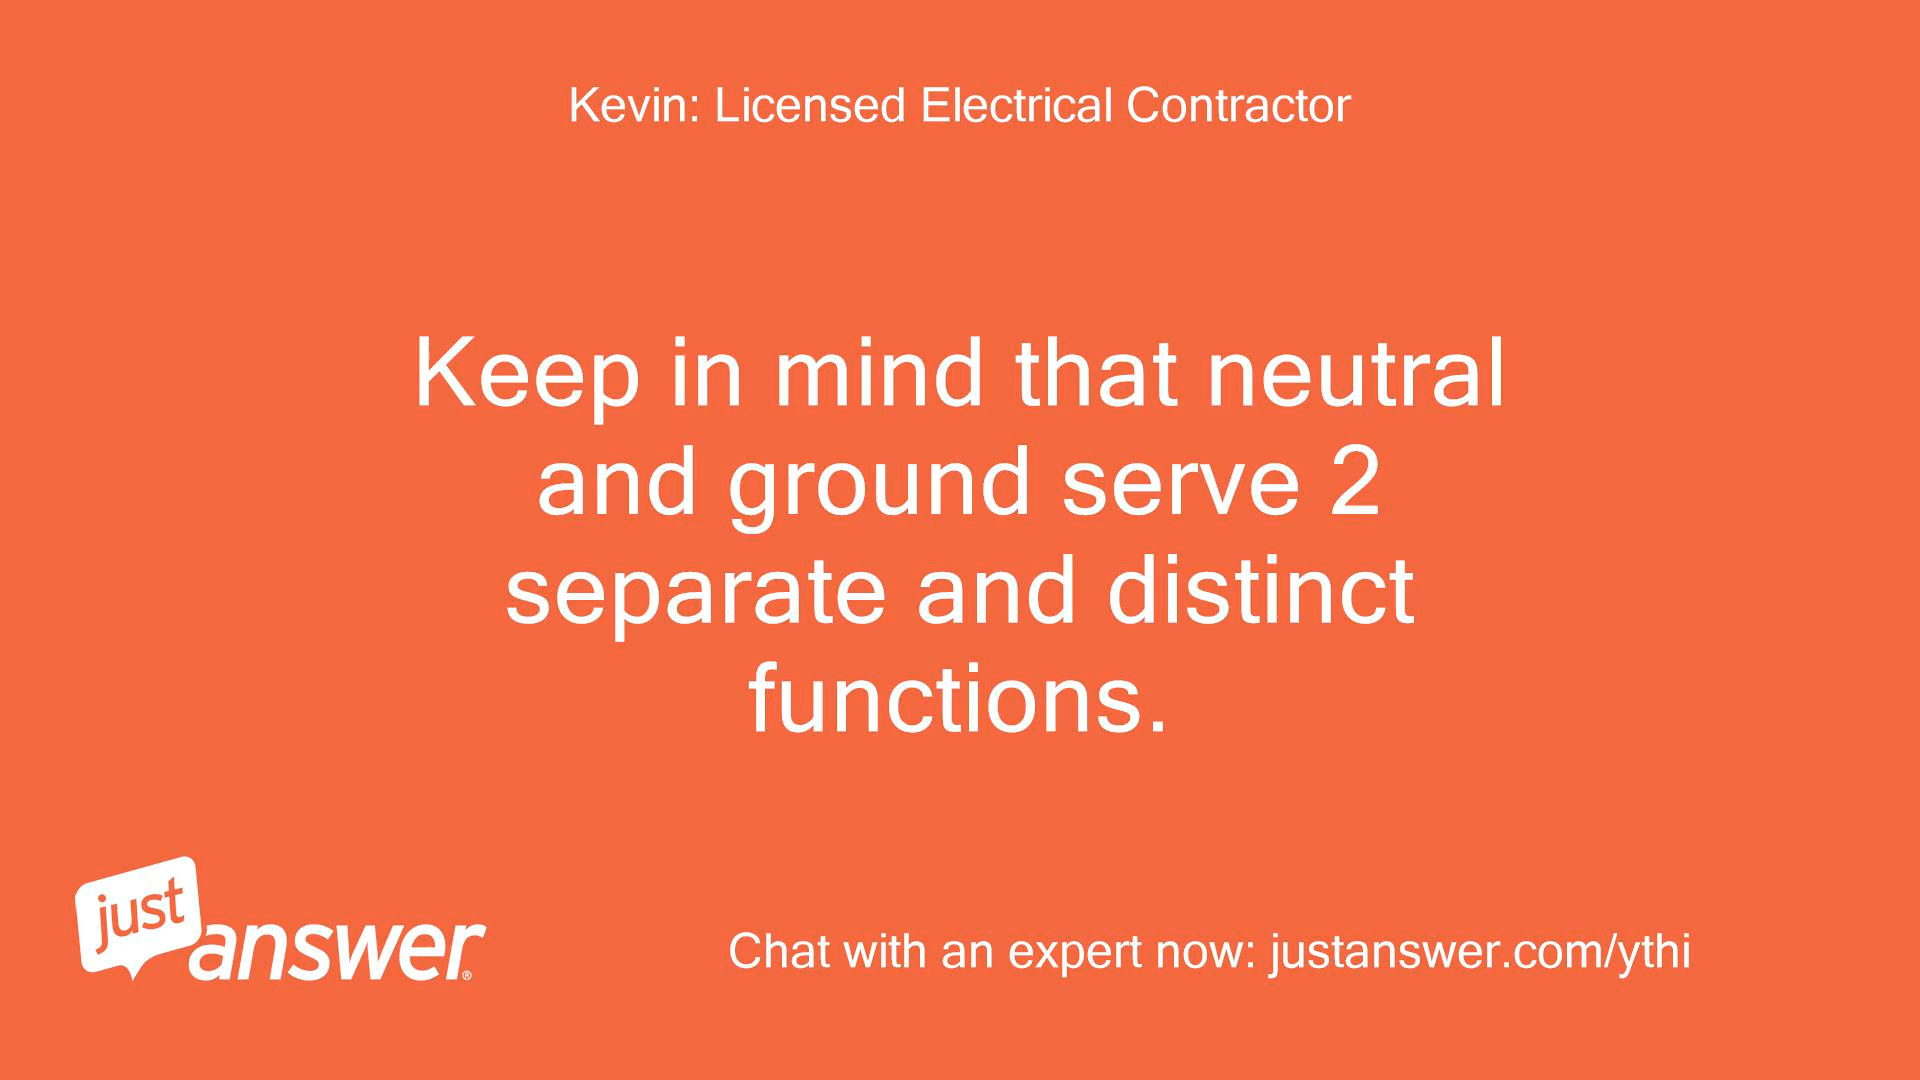 Kevin: Licensed Electrical Contractor
Keep in mind that neutral
and ground serve 2
separate and distinct
functions.
just
answer®
Chat with an expert now: justanswer.com/ythi